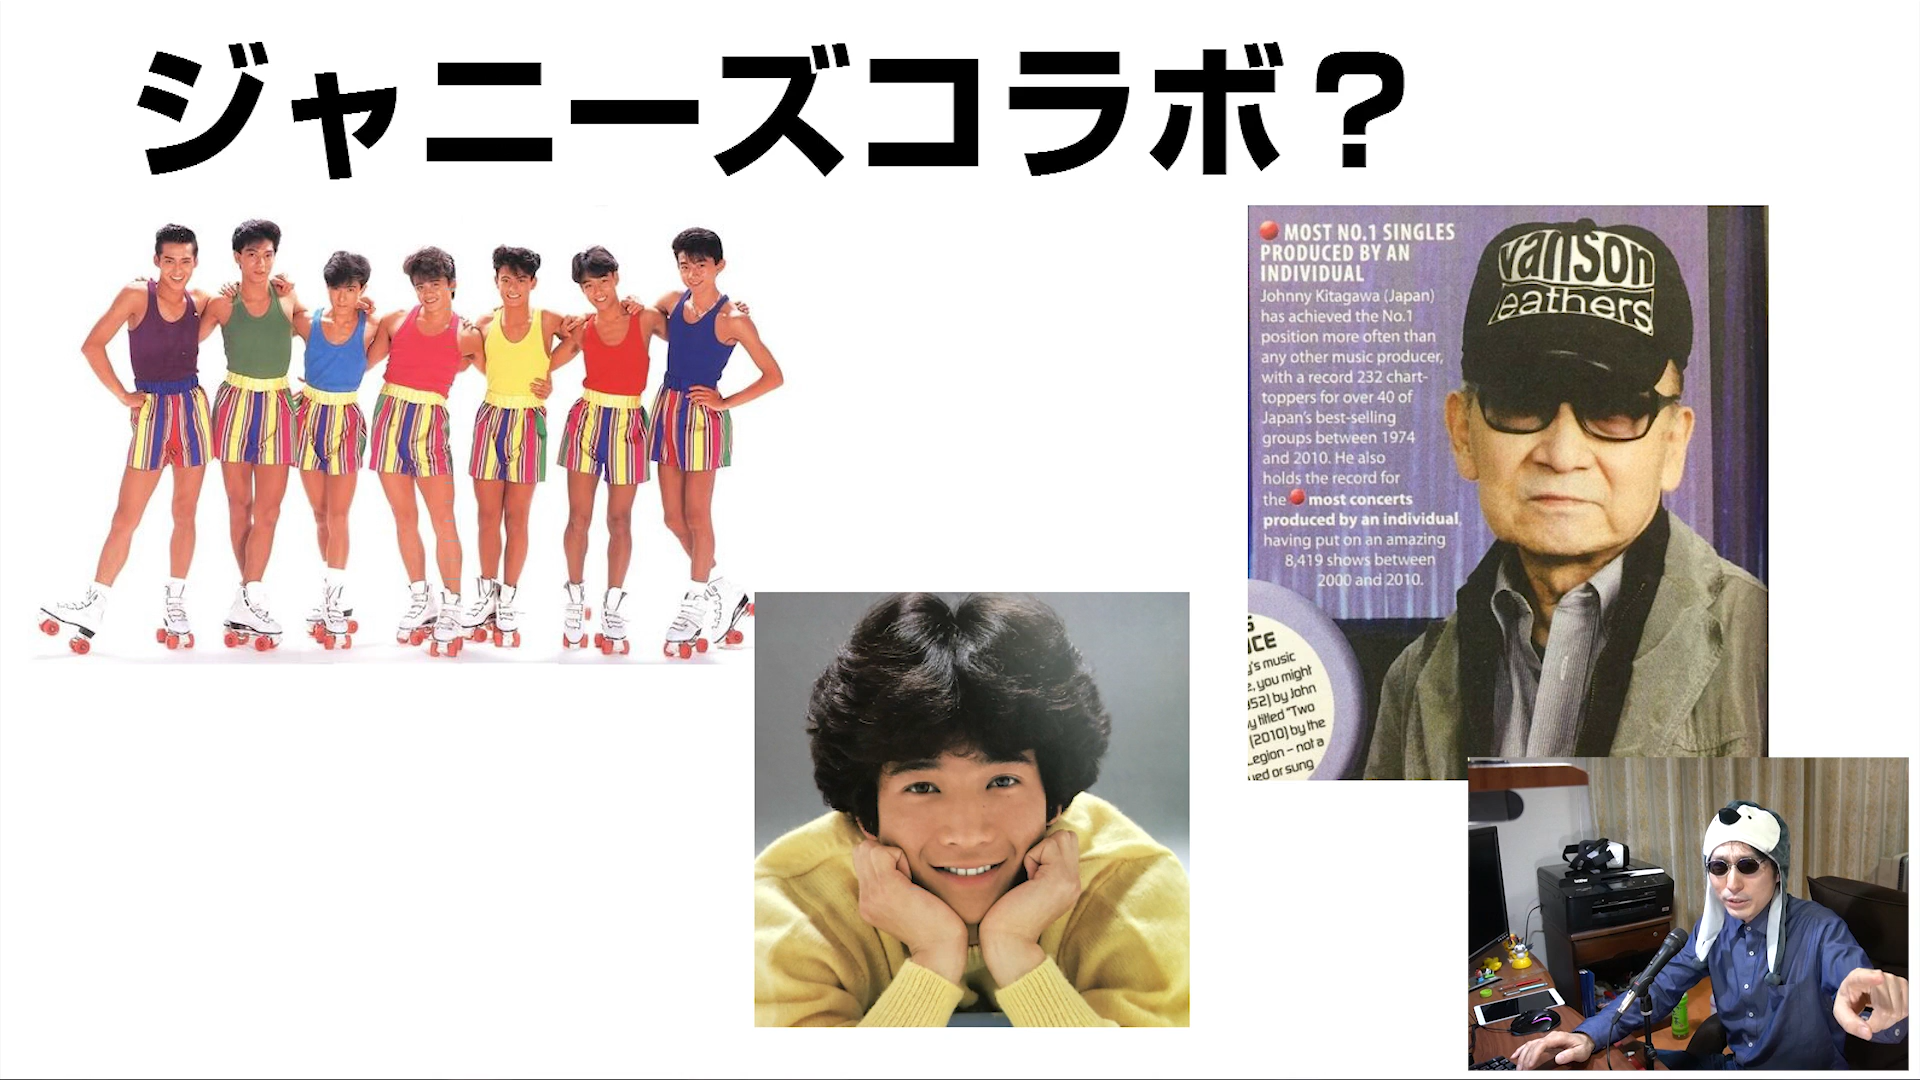 ジャニーズコラボ？
MOST NO.1 SINGLES
PRODUCED BY AN
INDIVIDUAL
Johnny Kitagawa (Japan)
has achieved the No.1
position more often than
any other music producer,
with a record 232 chart-
toppers for over 40 of
Japan's best-selling
groups between 1974
and 2010. He also
holds the record for
the most concerts
produced by an individual,
having put on an amazing
8,419 shows between
2000 and 2010.
vanson
leathers
CE
's music
, you might
952) by John
y titled "Two
(2010) by the
Legion – not a
yed or sung